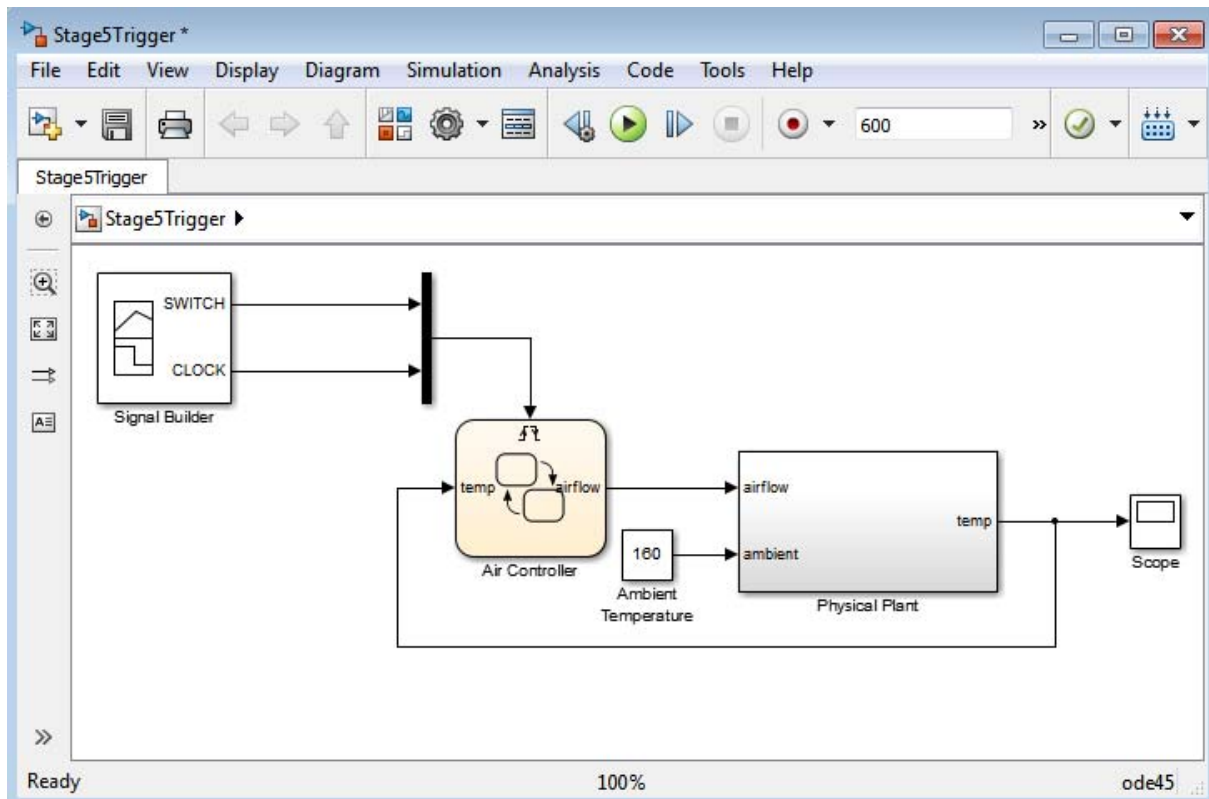 Stage5Trigger *
File Edit View Display Diagram Simulation Analysis Code Tools Help
600 »
Stage5Trigger
Stage5Trigger
SWITCH
CLOCK
Signal Builder
temp airflow
Air Controller
160
Ambient
Temperature
airflow
ambient
temp
Physical Plant
Scope
Ready 100% ode45